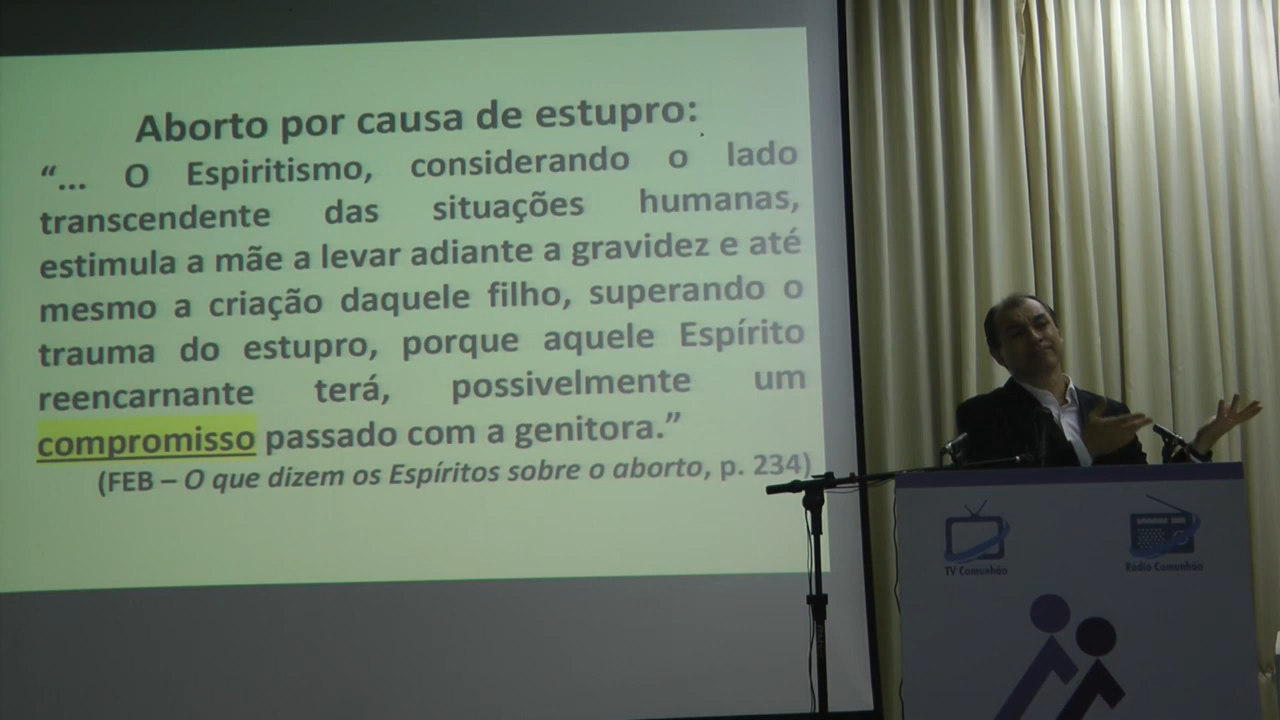 Aborto por causa de estupro:
“... O Espiritismo, considerando o lado
transcendente das situações humanas,
estimula a mãe a levar adiante a gravidez e até
mesmo a criação daquele filho, superando o
trauma do estupro, porque aquele Espírito
reencarnante terá, possivelmente um
compromisso passado com a genitora.”
(FEB – O que dizem os Espíritos sobre o aborto, p. 234)
TV Comunhão
Rádio Comunhão